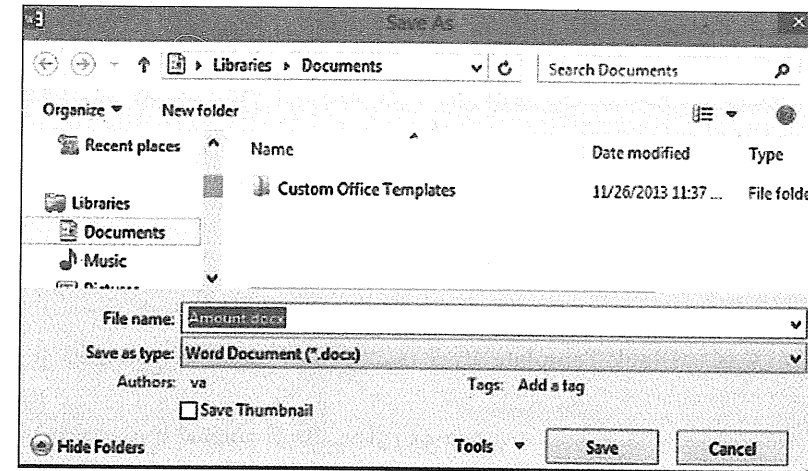 Save As
Libraries ▸ Documents
Search Documents
Organize
New folder
Recent places
Name
Date modified
Type
Libraries
Custom Office Templates
11/26/2013 11:37 ...
File folde
Documents
Music
File name: Amount.docx
Save as type: Word Document (*.docx)
Authors: va
Tags: Add a tag
Save Thumbnail
Hide Folders
Tools
Save
Cancel